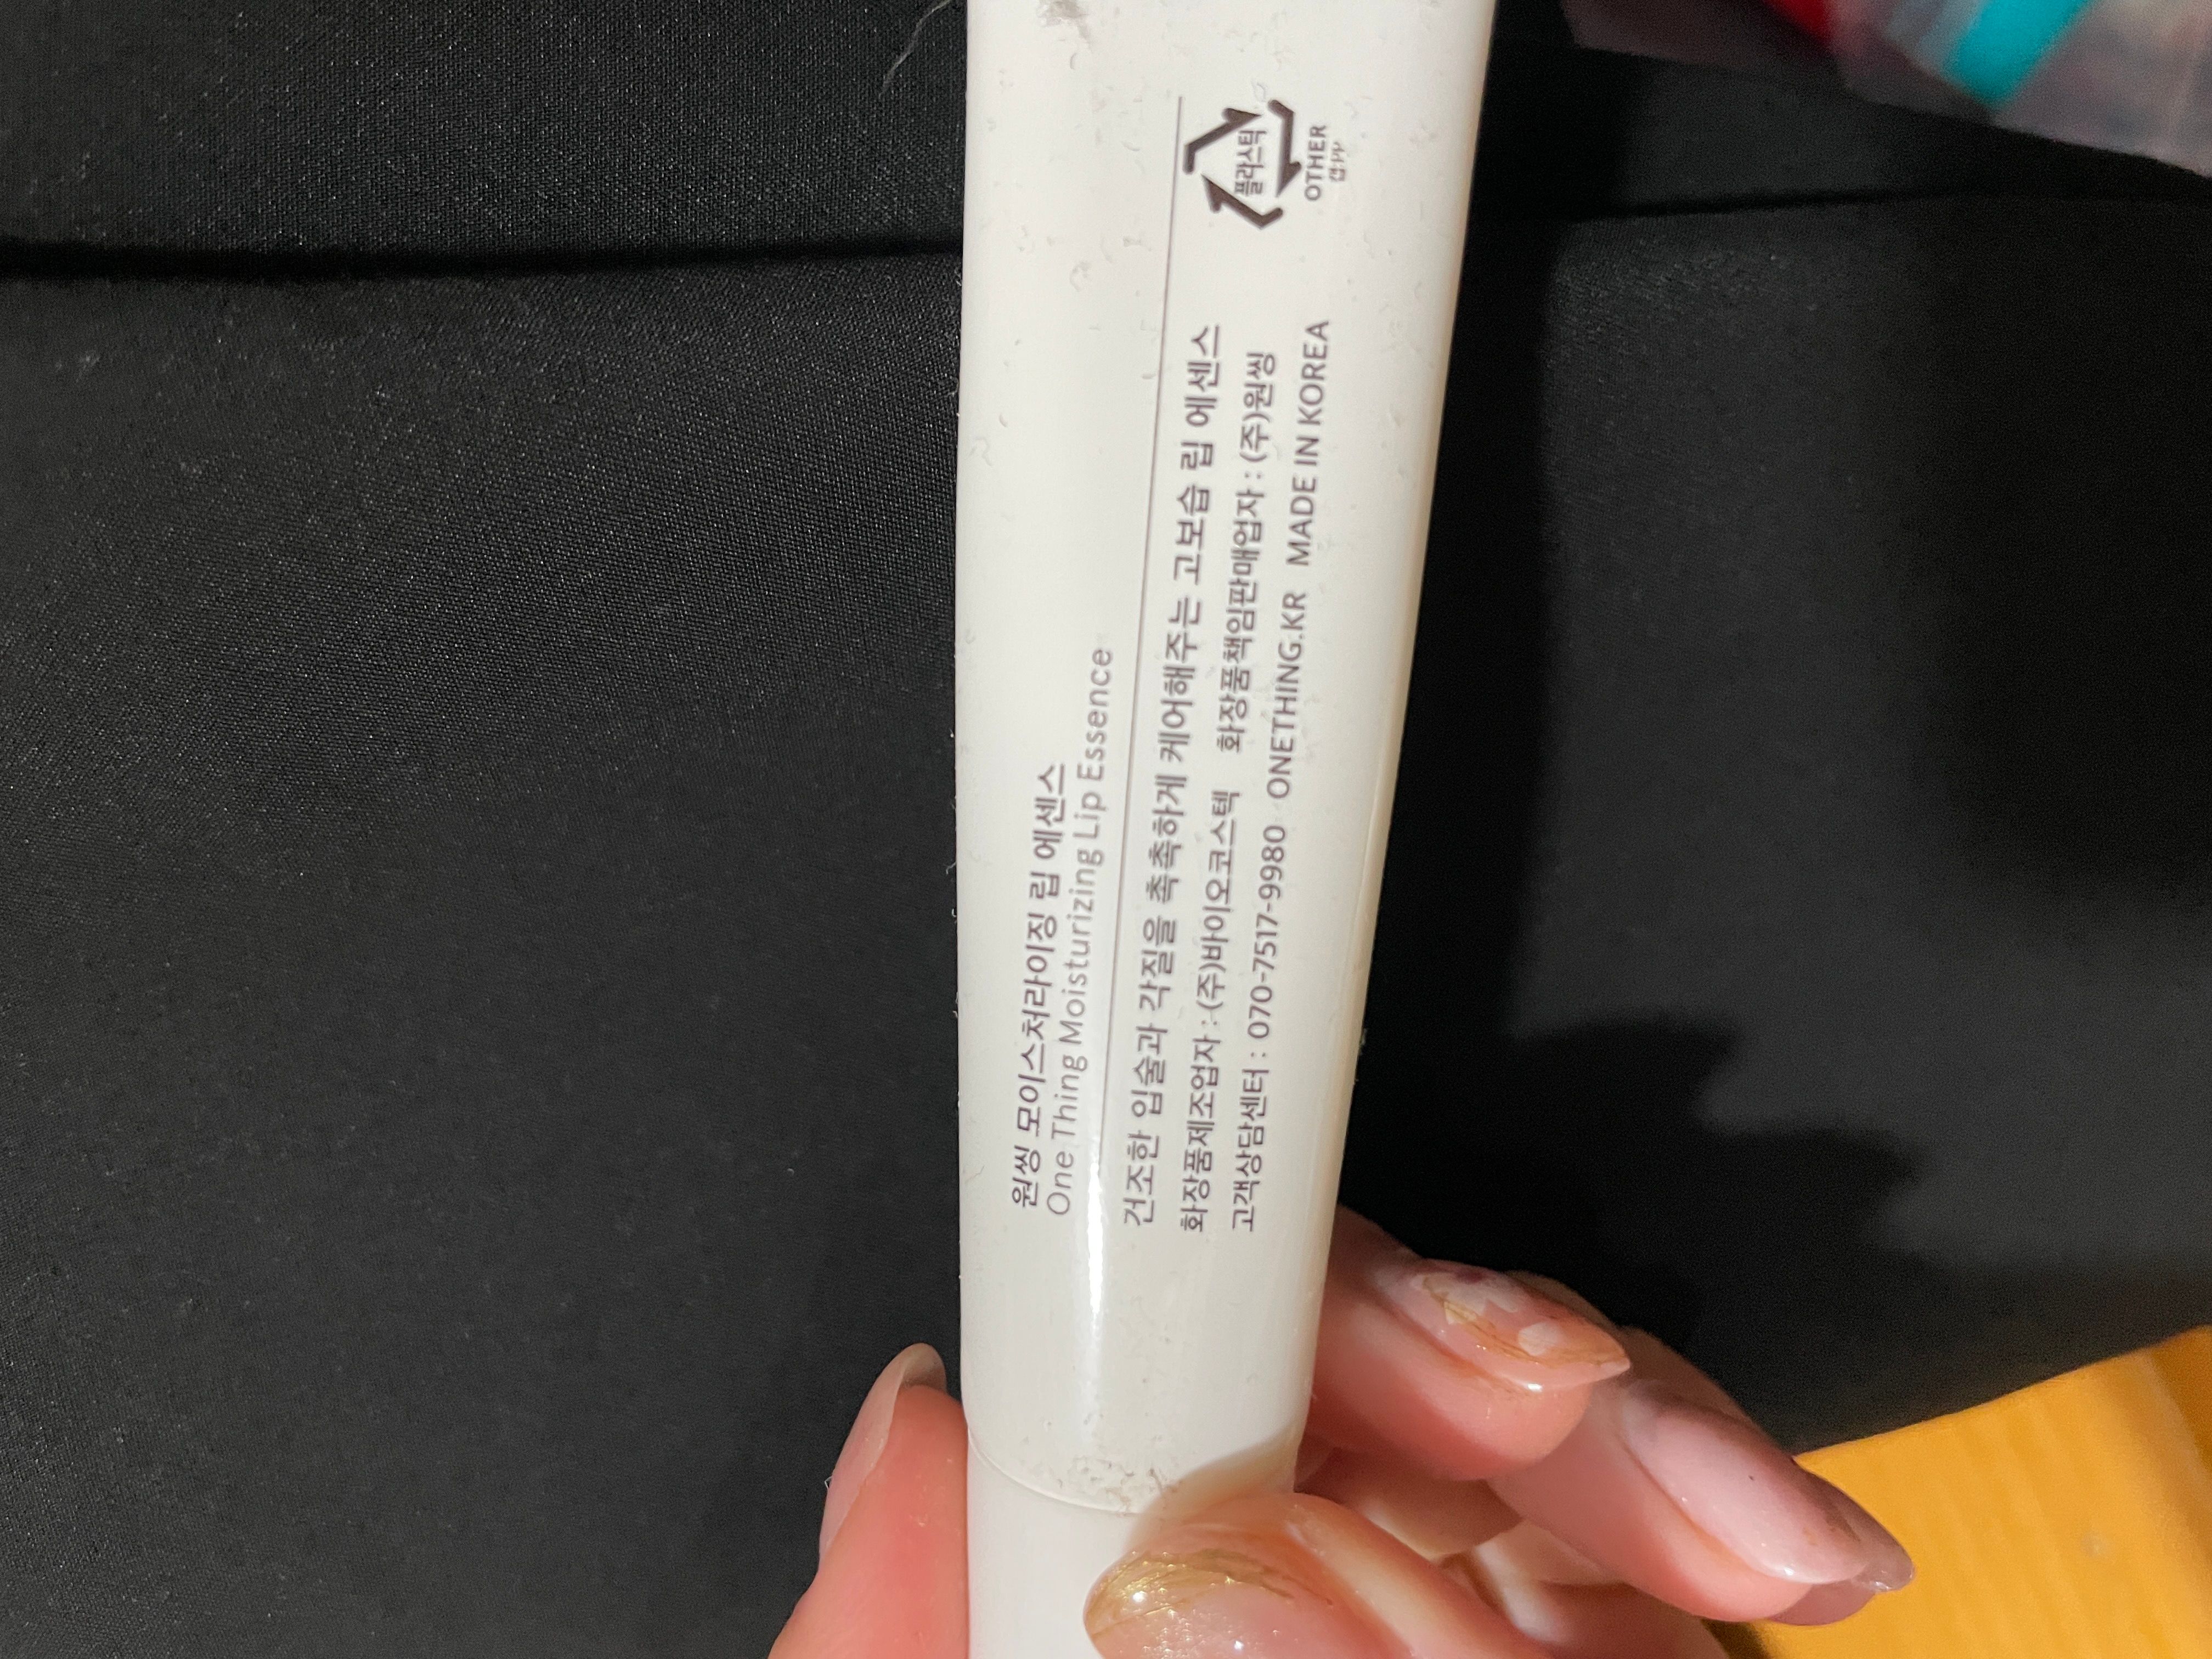 원씽 모이스처라이징 립 에센스
One Thing Moisturizing Lip Essence
건조한 입술과 각질을 촉촉하게 케어해주는 고보습 립 에센스
화장품제조업자 : (주)바이오코스텍 화장품책임판매업자 : (주)원씽
고객상담센터 : 070-7517-9980 ONETHING.KR MADE IN KOREA
플라스틱
OTHER
캡:PP